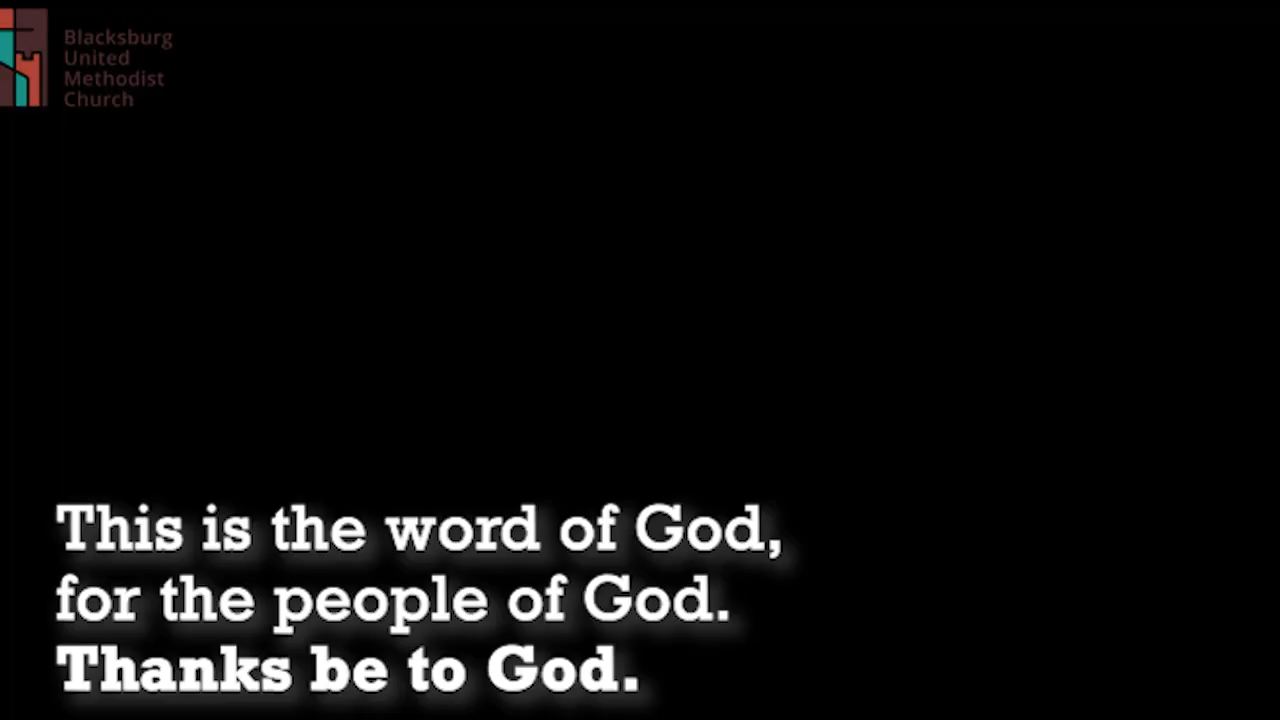 Blacksburg
United
Methodist
Church
This is the word of God,
for the people of God.
Thanks be to God.